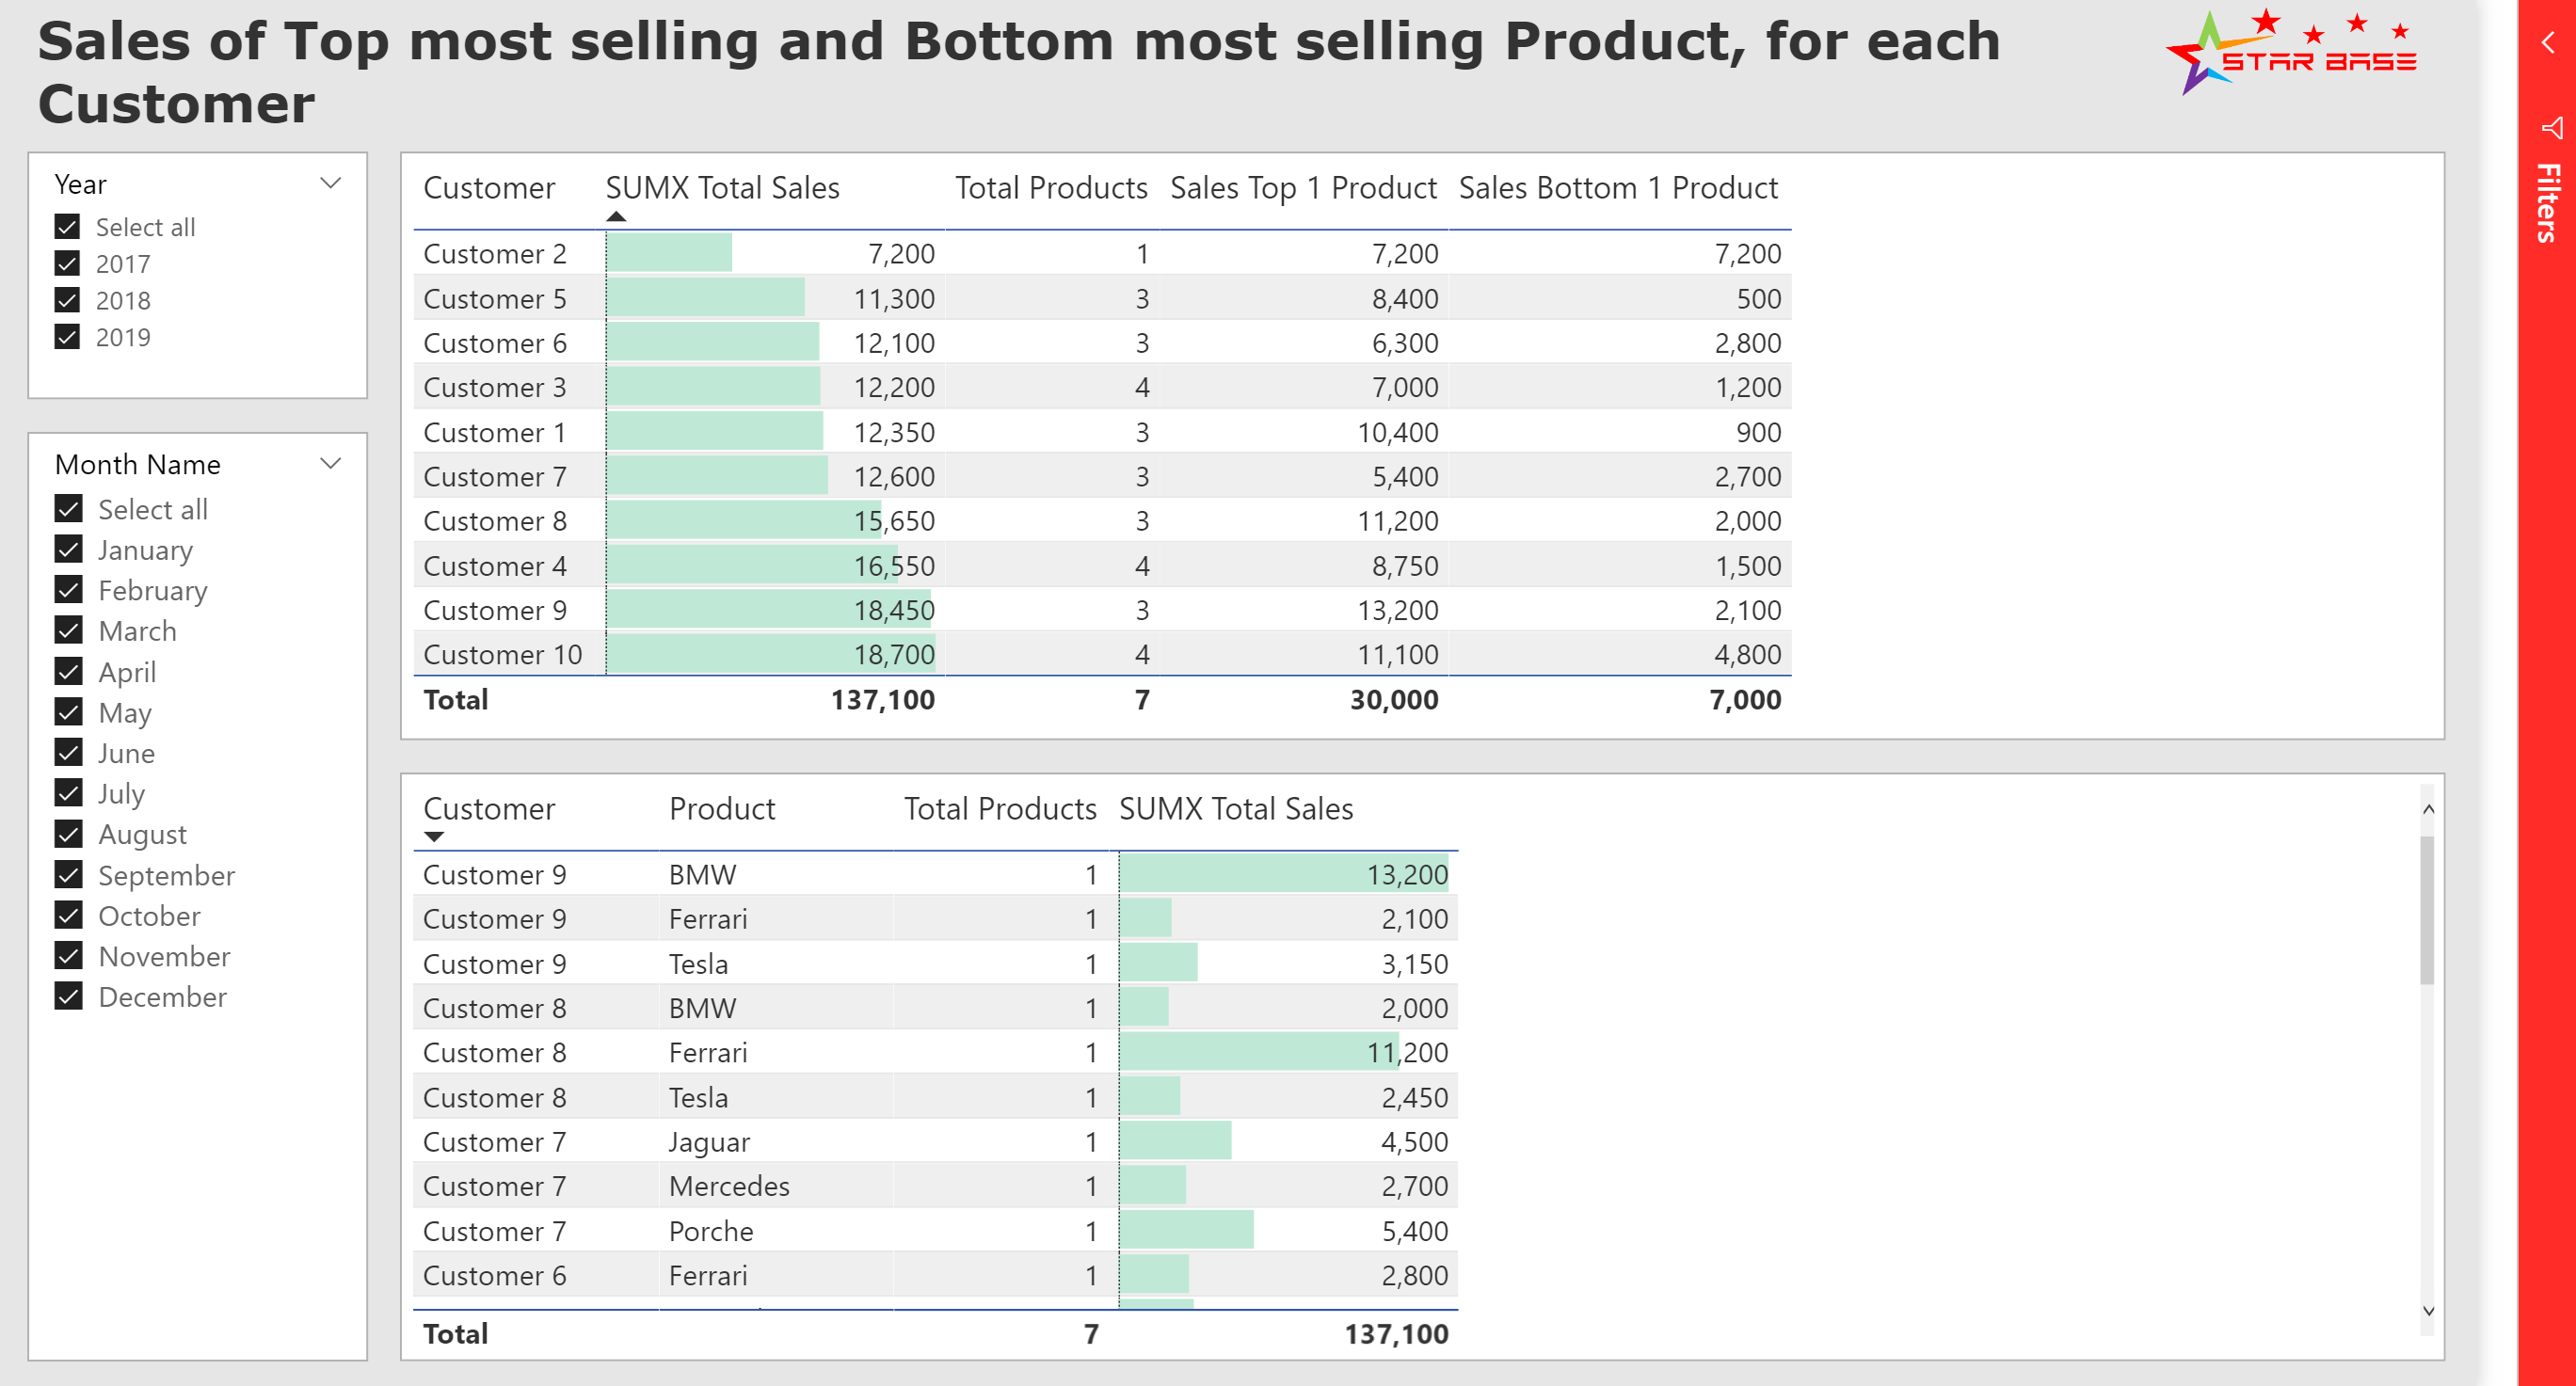 Sales of Top most selling and Bottom most selling Product, for each
Customer
STAR BASE
Filters
Year
Select all
2017
2018
2019
Month Name
Select all
January
February
March
April
May
June
July
August
September
October
November
December
Customer SUMX Total Sales Total Products Sales Top 1 Product Sales Bottom 1 Product
Customer 2 7,200 1 7,200 7,200
Customer 5 11,300 3 8,400 500
Customer 6 12,100 3 6,300 2,800
Customer 3 12,200 4 7,000 1,200
Customer 1 12,350 3 10,400 900
Customer 7 12,600 3 5,400 2,700
Customer 8 15,650 3 11,200 2,000
Customer 4 16,550 4 8,750 1,500
Customer 9 18,450 3 13,200 2,100
Customer 10 18,700 4 11,100 4,800
Total 137,100 7 30,000 7,000
Customer Product Total Products SUMX Total Sales
Customer 9 BMW 1 13,200
Customer 9 Ferrari 1 2,100
Customer 9 Tesla 1 3,150
Customer 8 BMW 1 2,000
Customer 8 Ferrari 1 11,200
Customer 8 Tesla 1 2,450
Customer 7 Jaguar 1 4,500
Customer 7 Mercedes 1 2,700
Customer 7 Porche 1 5,400
Customer 6 Ferrari 1 2,800
Total 7 137,100